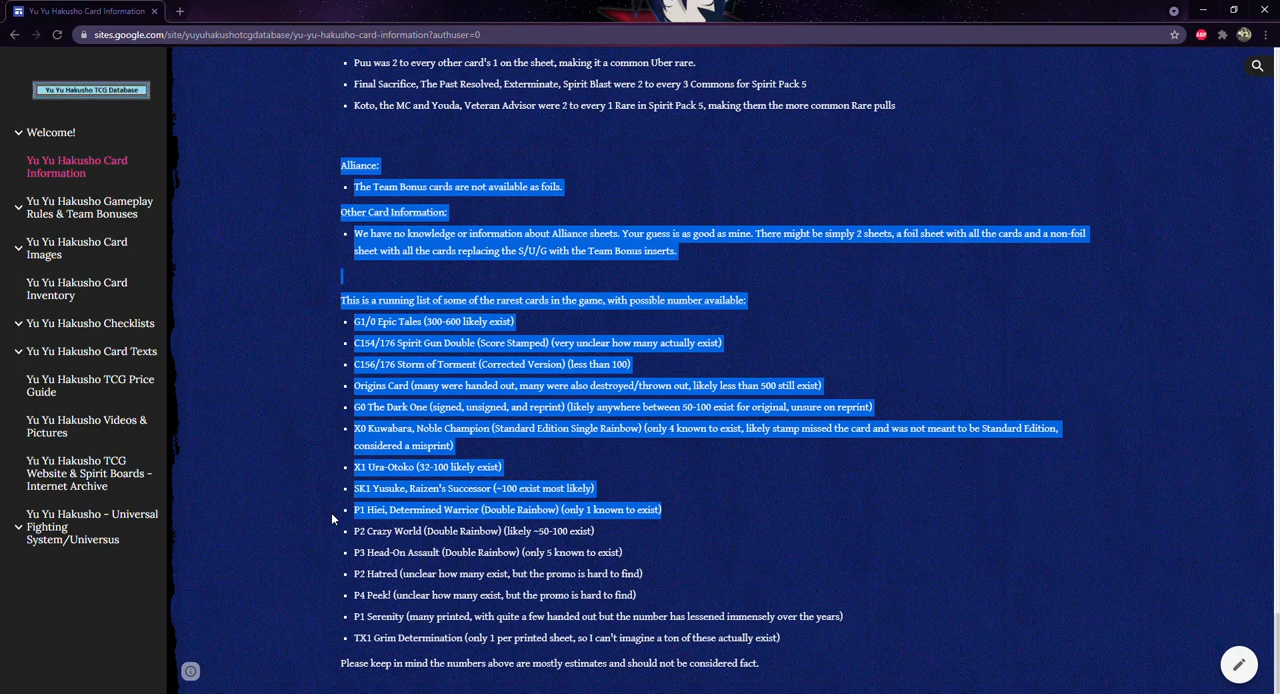 Yu Yu Hakusho Card Information
sites.google.com/site/yuyuhakushotcgdatabase/yu-yu-hakusho-card-information?authuser=0
ABP
Yu Yu Hakusho TCG Database
Welcome!
Yu Yu Hakusho Card
Information
Yu Yu Hakusho Gameplay
Rules & Team Bonuses
Yu Yu Hakusho Card
Images
Yu Yu Hakusho Card
Inventory
Yu Yu Hakusho Checklists
Yu Yu Hakusho Card Texts
Yu Yu Hakusho TCG Price
Guide
Yu Yu Hakusho Videos &
Pictures
Yu Yu Hakusho TCG
Website & Spirit Boards -
Internet Archive
Yu Yu Hakusho - Universal
Fighting
System/Universus
Puu was 2 to every other card's 1 on the sheet, making it a common Uber rare.
Final Sacrifice, The Past Resolved, Exterminate, Spirit Blast were 2 to every 3 Commons for Spirit Pack 5
Koto, the MC and Youda, Veteran Advisor were 2 to every 1 Rare in Spirit Pack 5, making them the more common Rare pulls
Alliance:
The Team Bonus cards are not available as foils.
Other Card Information:
We have no knowledge or information about Alliance sheets. Your guess is as good as mine. There might be simply 2 sheets, a foil sheet with all the cards and a non-foil
sheet with all the cards replacing the S/U/G with the Team Bonus inserts.
This is a running list of some of the rarest cards in the game, with possible number available:
G1/0 Epic Tales (300-600 likely exist)
C154/176 Spirit Gun Double (Score Stamped) (very unclear how many actually exist)
C156/176 Storm of Torment (Corrected Version) (less than 100)
Origins Card (many were handed out, many were also destroyed/thrown out, likely less than 500 still exist)
G0 The Dark One (signed, unsigned, and reprint) (likely anywhere between 50-100 exist for original, unsure on reprint)
X0 Kuwabara, Noble Champion (Standard Edition Single Rainbow) (only 4 known to exist, likely stamp missed the card and was not meant to be Standard Edition,
considered a misprint)
X1 Ura-Otoko (32-100 likely exist)
SK1 Yusuke, Raizen's Successor (~100 exist most likely)
P1 Hiei, Determined Warrior (Double Rainbow) (only 1 known to exist)
P2 Crazy World (Double Rainbow) (likely ~50-100 exist)
P3 Head-On Assault (Double Rainbow) (only 5 known to exist)
P2 Hatred (unclear how many exist, but the promo is hard to find)
P4 Peek! (unclear how many exist, but the promo is hard to find)
P1 Serenity (many printed, with quite a few handed out but the number has lessened immensely over the years)
TX1 Grim Determination (only 1 per printed sheet, so I can't imagine a ton of these actually exist)
Please keep in mind the numbers above are mostly estimates and should not be considered fact.